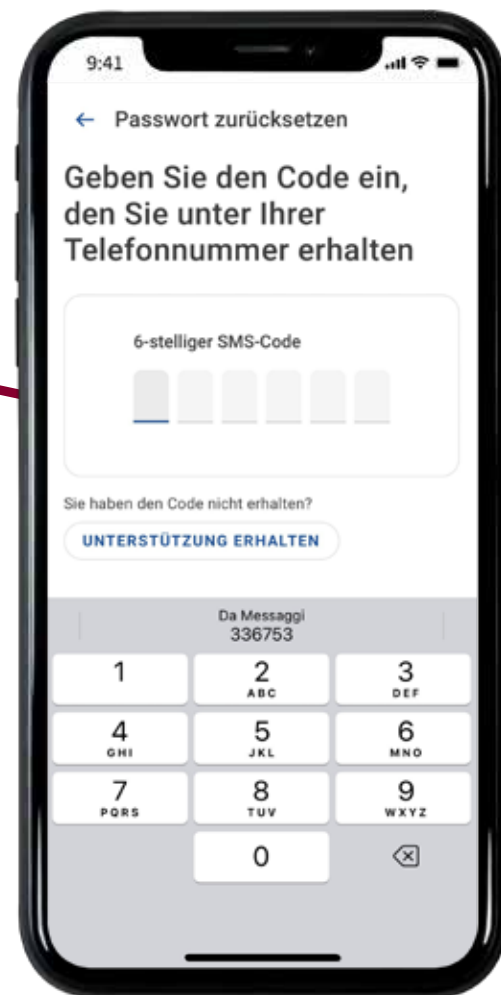 9:41
← Passwort zurücksetzen
Geben Sie den Code ein,
den Sie unter Ihrer
Telefonnummer erhalten
6-stelliger SMS-Code
Sie haben den Code nicht erhalten?
UNTERSTÜTZUNG ERHALTEN
Da Messaggi
336753
1 2 3
ABC DEF
4 5 6
GHI JKL MNO
7 8 9
PQRS TUV WXYZ
0